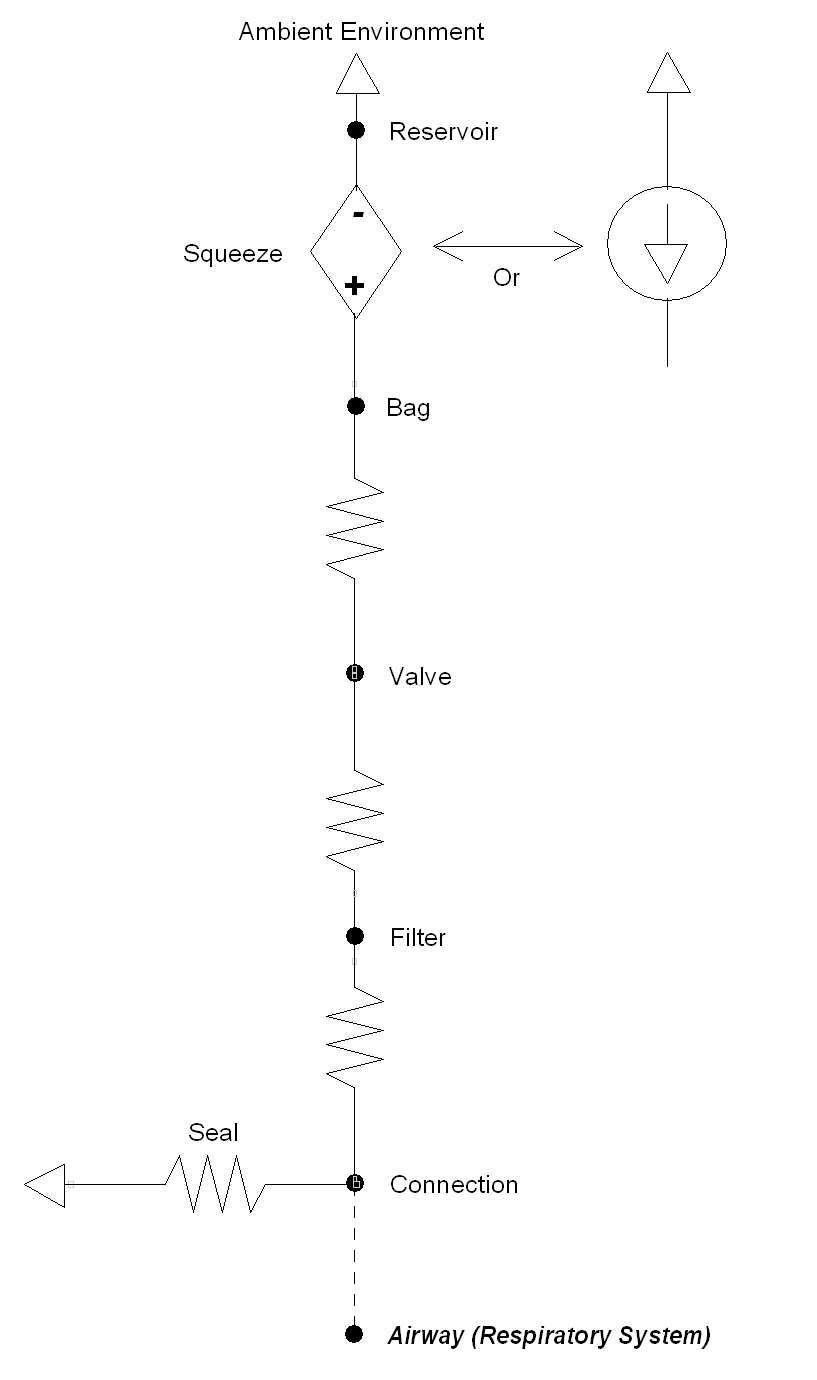 Ambient Environment
Reservoir
-
Squeeze
+
Or
Bag
Valve
Filter
Seal
Connection
Airway (Respiratory System)